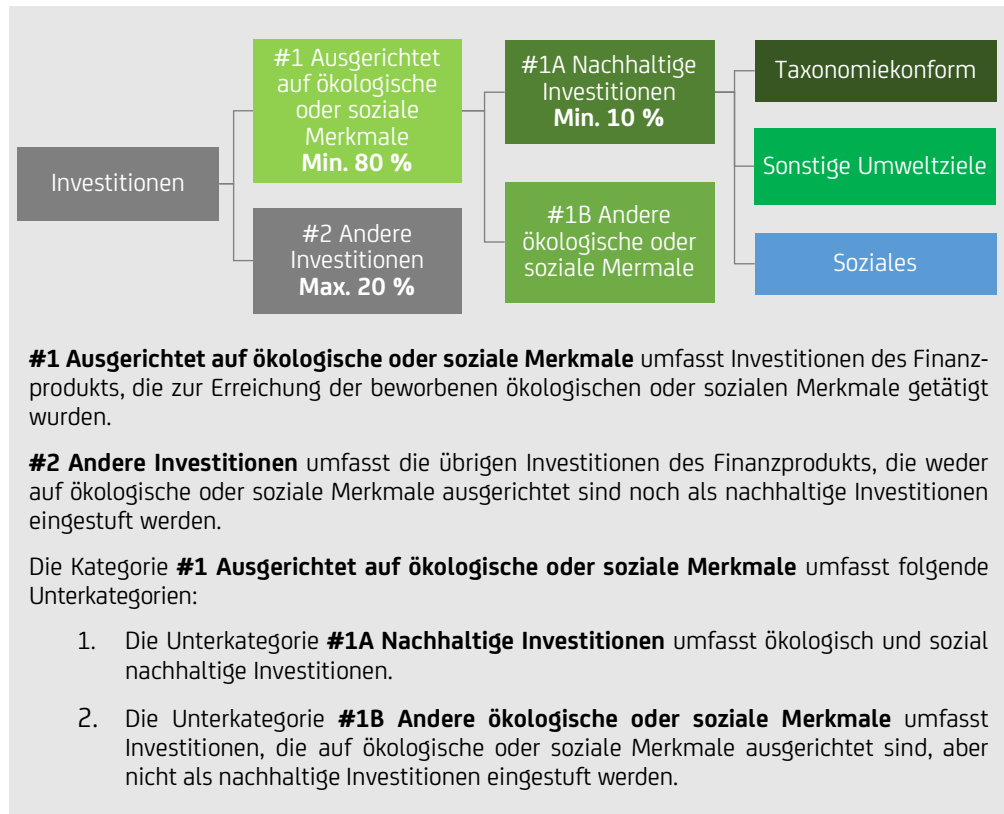 #1 Ausgerichtet
auf ökologische
oder soziale
Merkmale
Min. 80 %
#1A Nachhaltige
Investitionen
Min. 10 %
Taxonomiekonform
Investitionen
Sonstige Umweltziele
#2 Andere
Investitionen
Max. 20 %
#1B Andere
ökologische oder
soziale Mermale
Soziales
#1 Ausgerichtet auf ökologische oder soziale Merkmale umfasst Investitionen des Finanz-
produkts, die zur Erreichung der beworbenen ökologischen oder sozialen Merkmale getätigt
wurden.
#2 Andere Investitionen umfasst die übrigen Investitionen des Finanzprodukts, die weder
auf ökologische oder soziale Merkmale ausgerichtet sind noch als nachhaltige Investitionen
eingestuft werden.
Die Kategorie #1 Ausgerichtet auf ökologische oder soziale Merkmale umfasst folgende
Unterkategorien:
1. Die Unterkategorie #1A Nachhaltige Investitionen umfasst ökologisch und sozial
nachhaltige Investitionen.
2. Die Unterkategorie #1B Andere ökologische oder soziale Merkmale umfasst
Investitionen, die auf ökologische oder soziale Merkmale ausgerichtet sind, aber
nicht als nachhaltige Investitionen eingestuft werden.